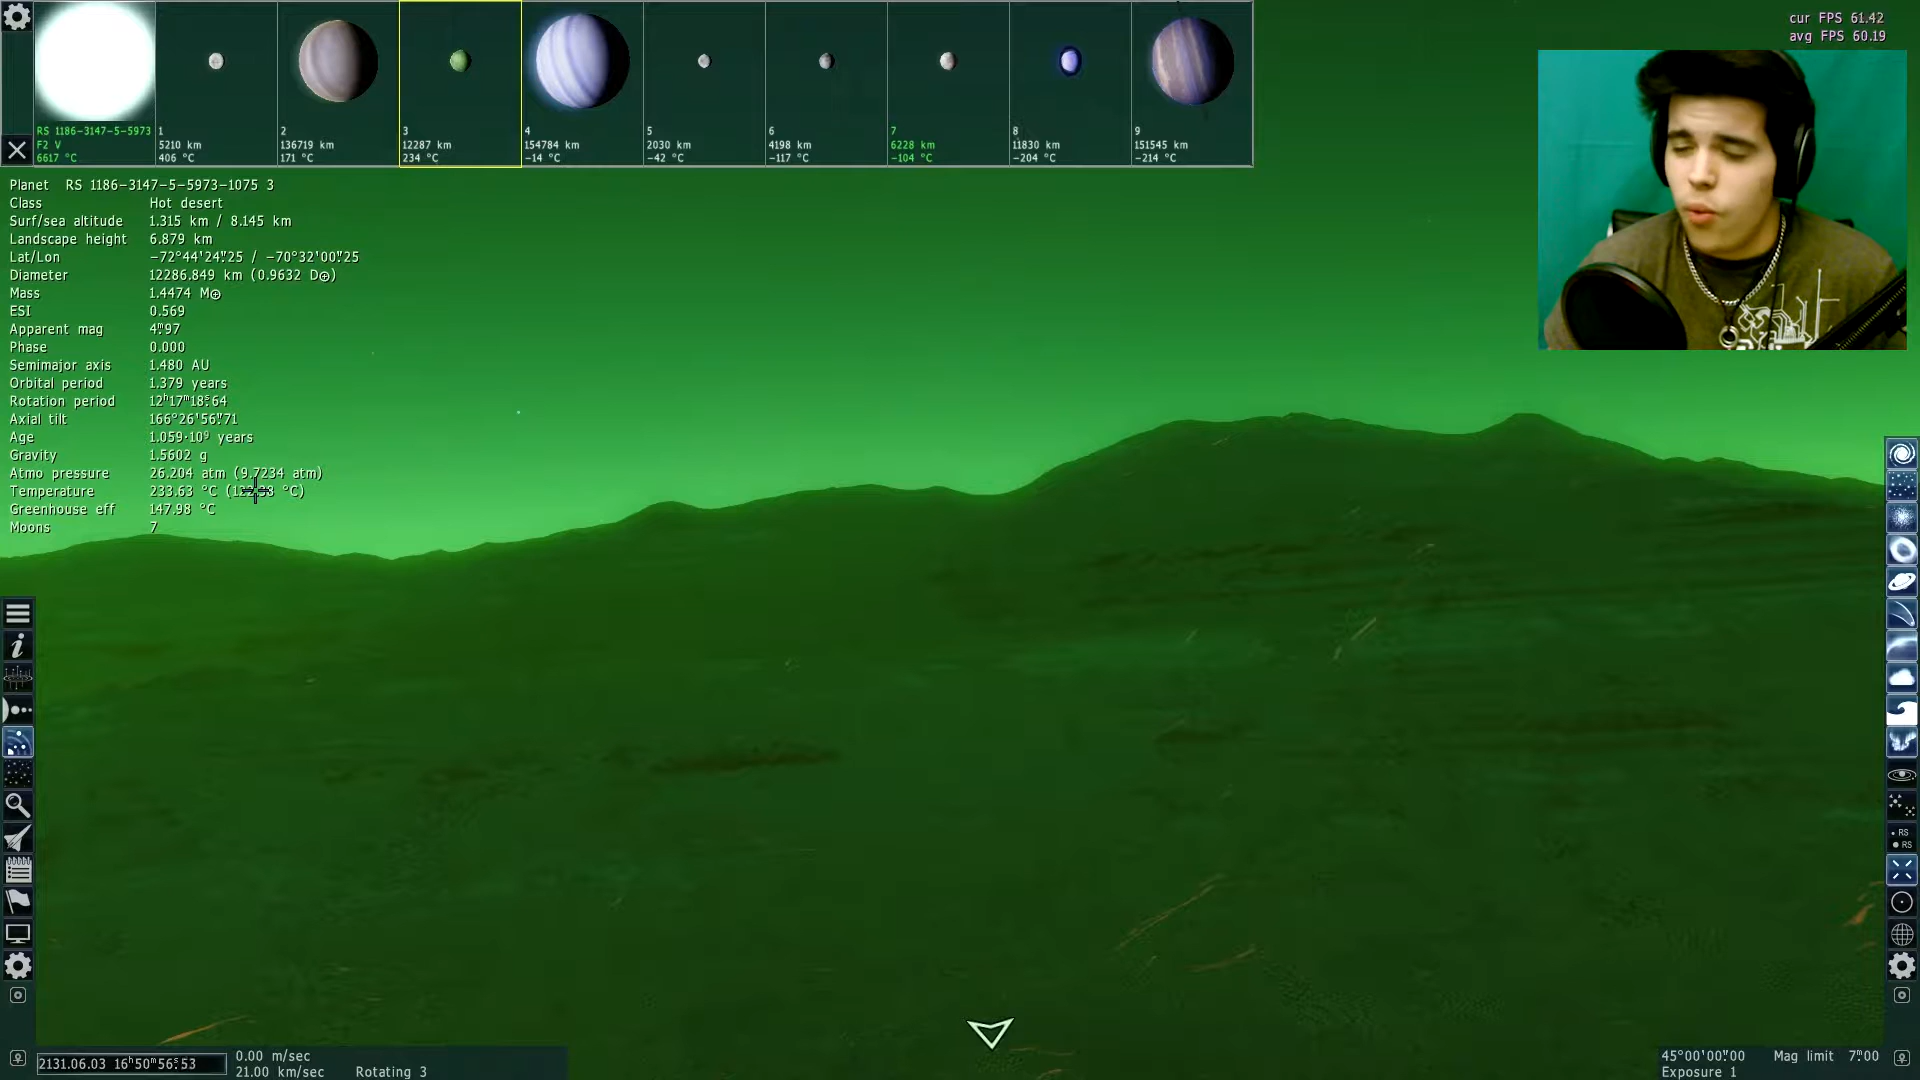 cur FPS 61.42
avg FPS 60.19
RS 1186-3147-5-5973
F2 V
6617 °C
1
5210 km
406 °C
2
136719 km
171 °C
3
12287 km
234 °C
4
154784 km
-14 °C
5
2030 km
-42 °C
6
4198 km
-117 °C
7
6228 km
-104 °C
8
11830 km
-204 °C
9
151545 km
-214 °C
Planet RS 1186-3147-5-5973-1075 3
Class Hot desert
Surf/sea altitude 1.315 km / 8.145 km
Landscape height 6.879 km
Lat/Lon -72°44'24"25 / -70°32'00"25
Diameter 12286.849 km (0.9632 D⊕)
Mass 1.4474 M⊕
ESI 0.569
Apparent mag 4ᵐ97
Phase 0.000
Semimajor axis 1.480 AU
Orbital period 1.379 years
Rotation period 12ʰ17ᵐ18ˢ64
Axial tilt 166°26'56"71
Age 1.059·10⁹ years
Gravity 1.5602 g
Atmo pressure 26.204 atm (9.7234 atm)
Temperature 233.63 °C °C)
Greenhouse eff 147.98 °C
Moons 7
RS
RS
2131.06.03 16ʰ50ᵐ56ˢ53
0.00 m/sec
21.00 km/sec Rotating 3
45°00'00"00 Mag limit 7ᵐ00
Exposure 1